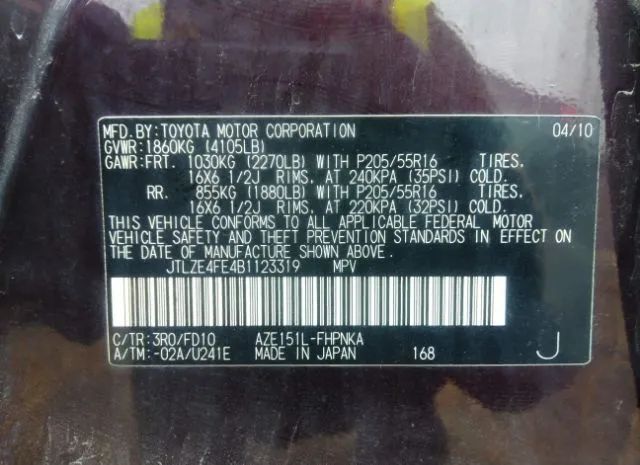 MFD.BY:TOYOTA MOTOR CORPORATION 04/10
GVWR:1860KG (4105LB)
GAWR:FRT. 1030KG (2270LB) WITH P205/55R16 TIRES,
16X6 1/2J RIMS, AT 240KPA (35PSI) COLD.
RR. 855KG (1880LB) WITH P205/55R16 TIRES,
16X6 1/2J RIMS, AT 220KPA (32PSI) COLD.
THIS VEHICLE CONFORMS TO ALL APPLICABLE FEDERAL MOTOR
VEHICLE SAFETY AND THEFT PREVENTION STANDARDS IN EFFECT ON
THE DATE OF MANUFACTURE SHOWN ABOVE.
JTLZE4FE4B1123319 MPV
C/TR:3R0/FD10 AZE151L-FHPNKA
A/TM:-02A/U241E MADE IN JAPAN 168 J